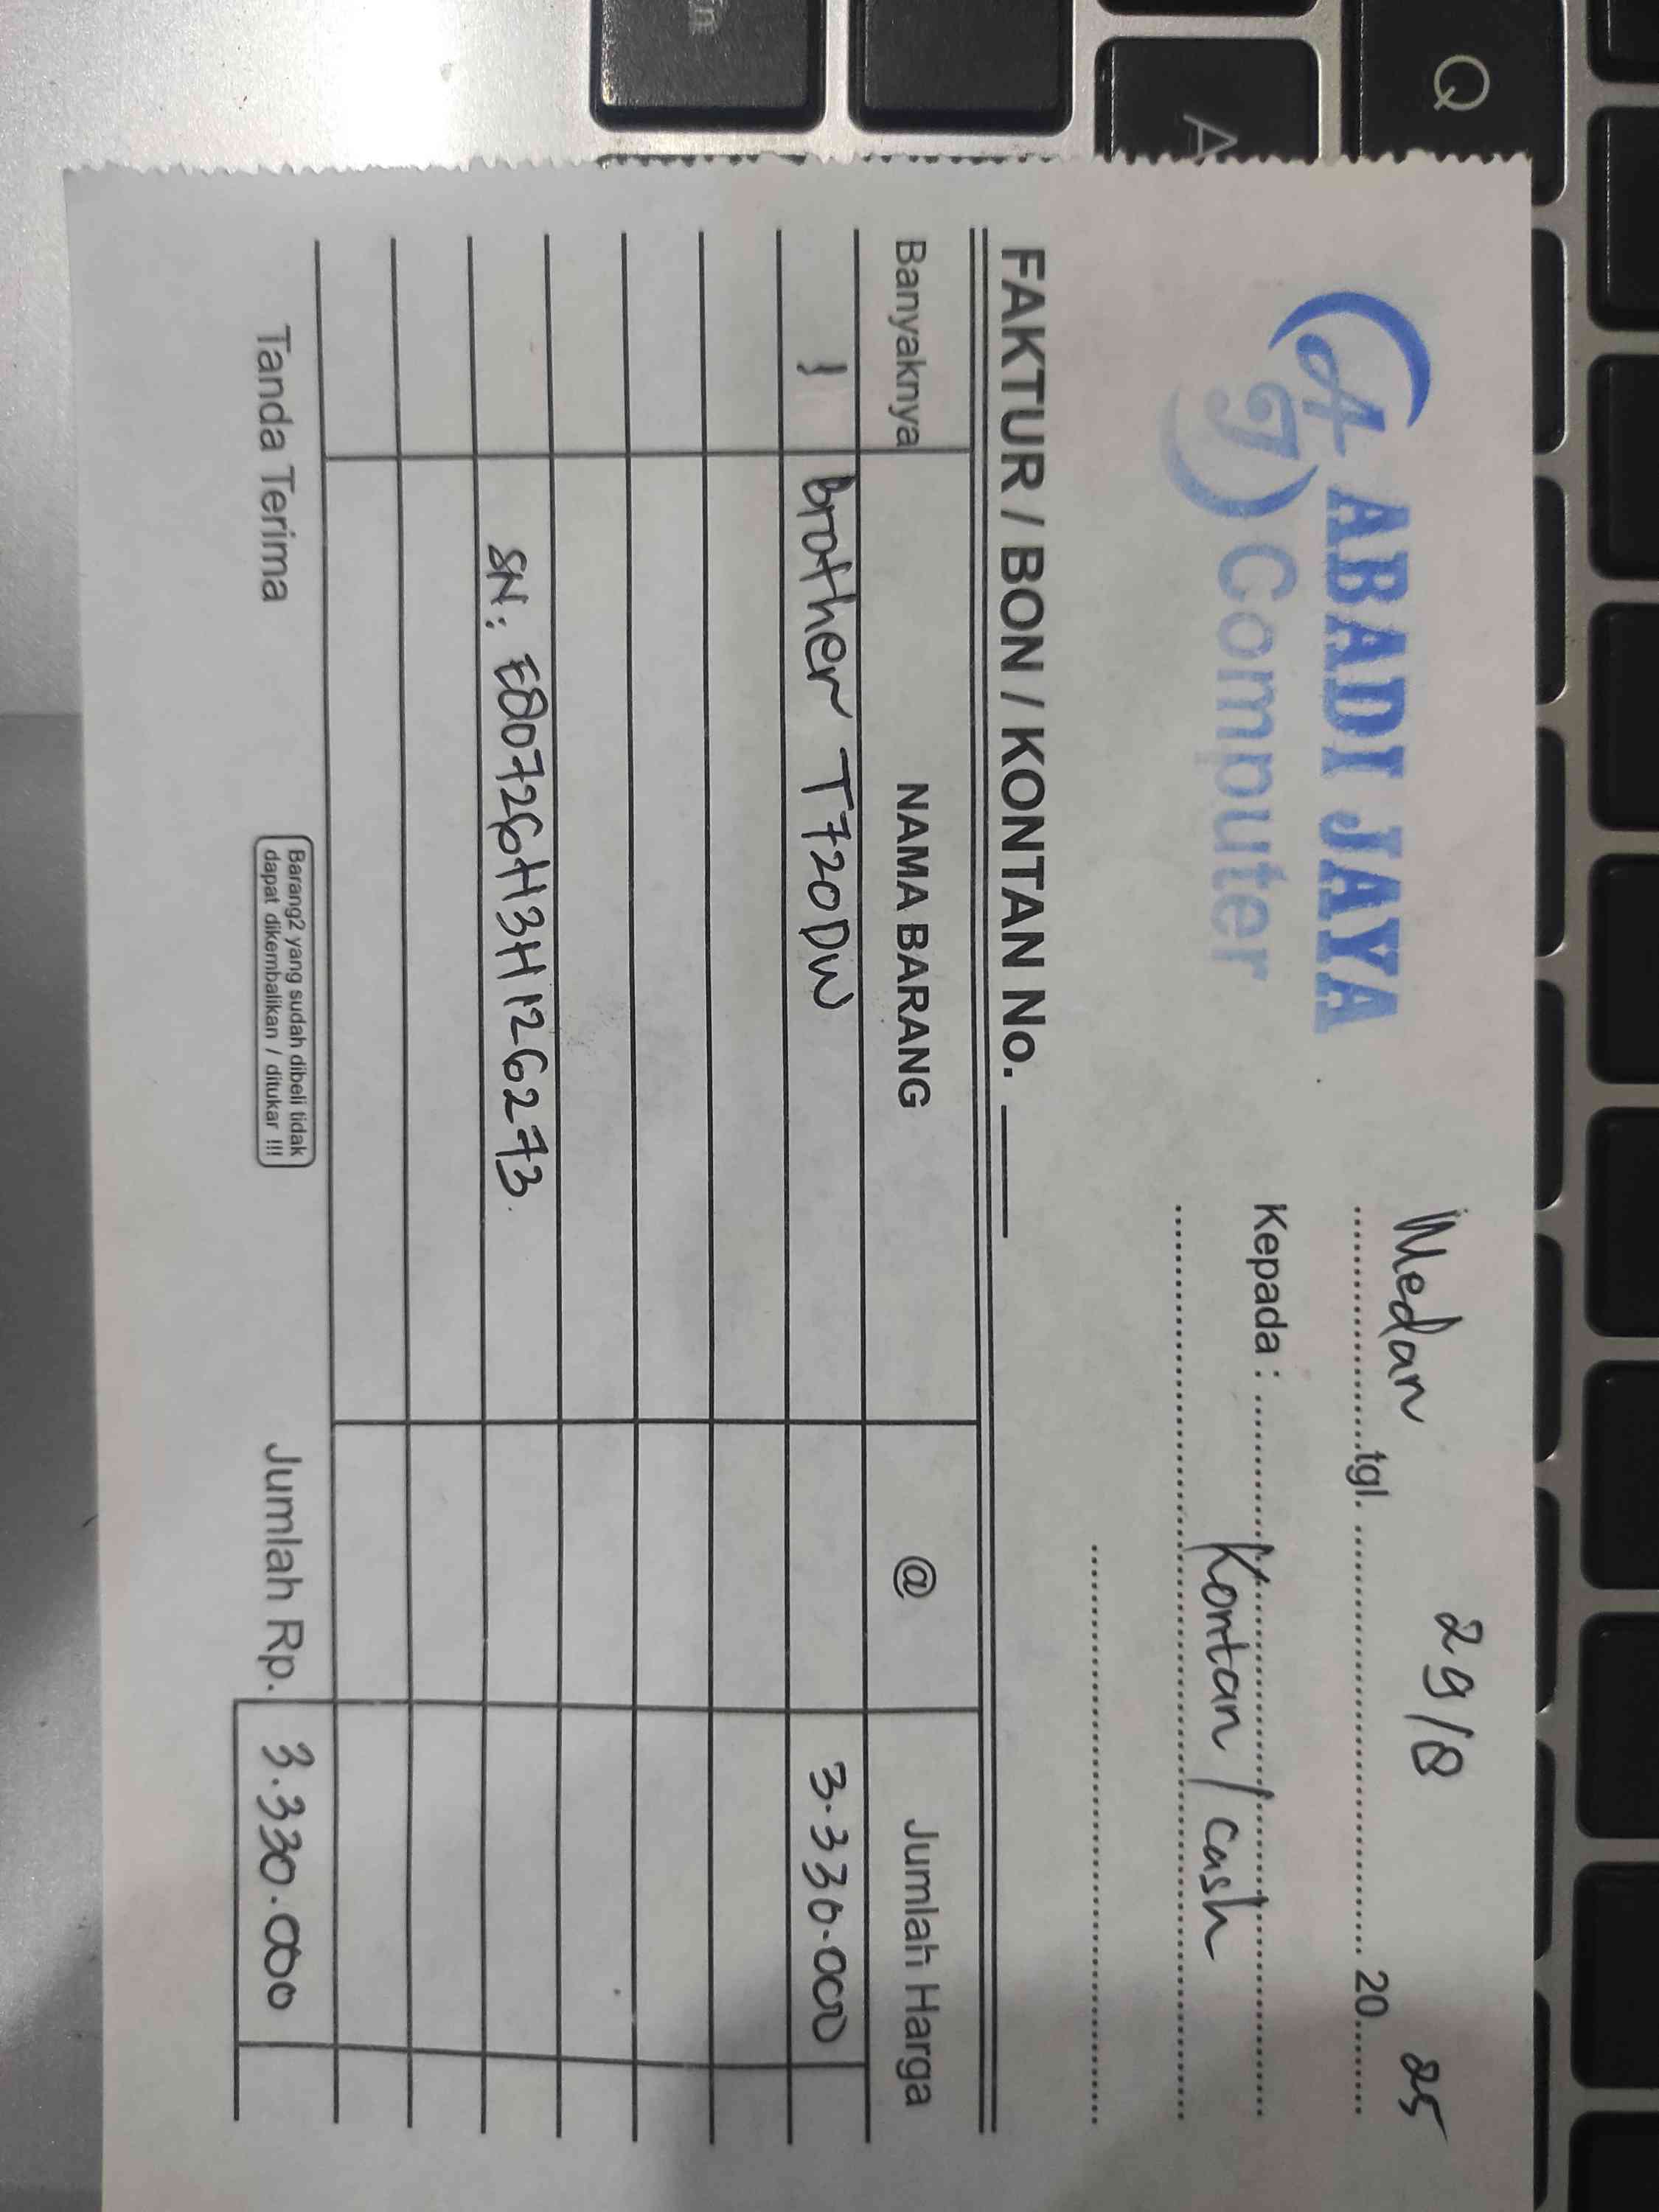 AJ ABADI JAYA
Computer
Medan tgl. 29/8 2025
Kepada : Kontan / cash
FAKTUR / BON / KONTAN No.
Banyaknya NAMA BARANG @ Jumlah Harga
1 Brother T720DW 3.330.000
SN: E80726H3H126273
Tanda Terima
Barang2 yang sudah dibeli tidak
dapat dikembalikan / ditukar !!!
Jumlah Rp. 3.330.000
Q
A